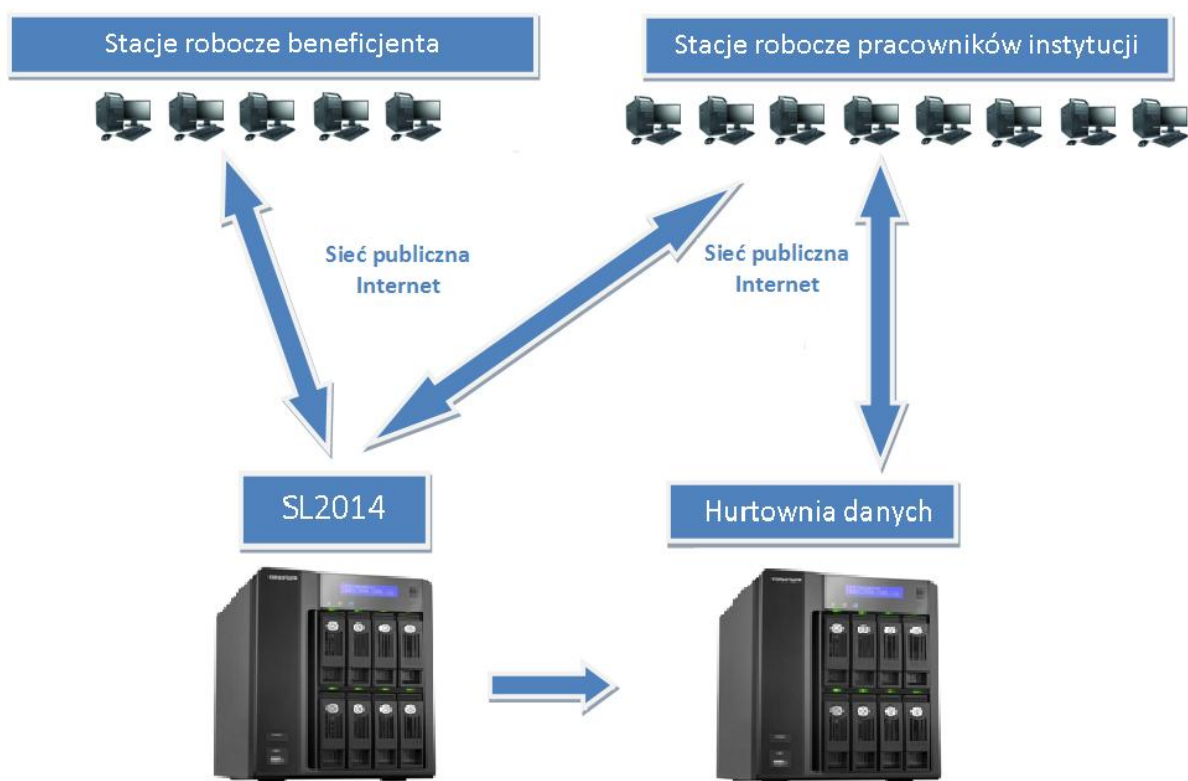 Stacje robocze beneficjenta
Stacje robocze pracowników instytucji
Sieć publiczna
Internet
Sieć publiczna
Internet
SL2014
Hurtownia danych